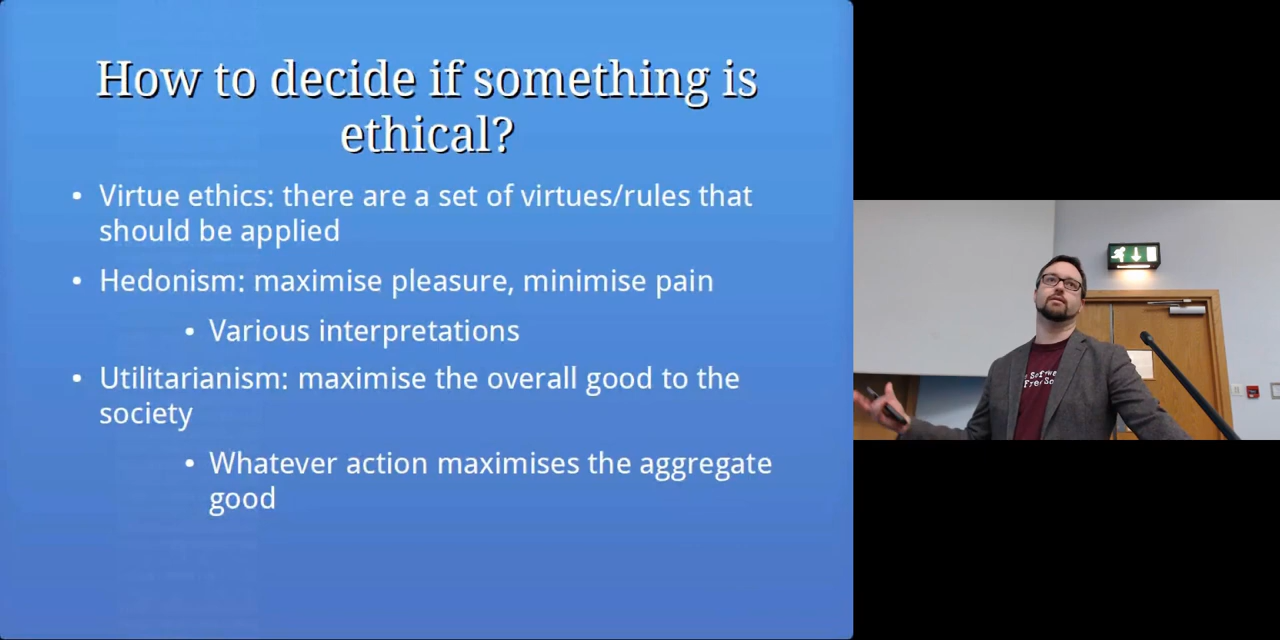 How to decide if something is
ethical?
• Virtue ethics: there are a set of virtues/rules that
should be applied
• Hedonism: maximise pleasure, minimise pain
• Various interpretations
• Utilitarianism: maximise the overall good to the
society
• Whatever action maximises the aggregate
good